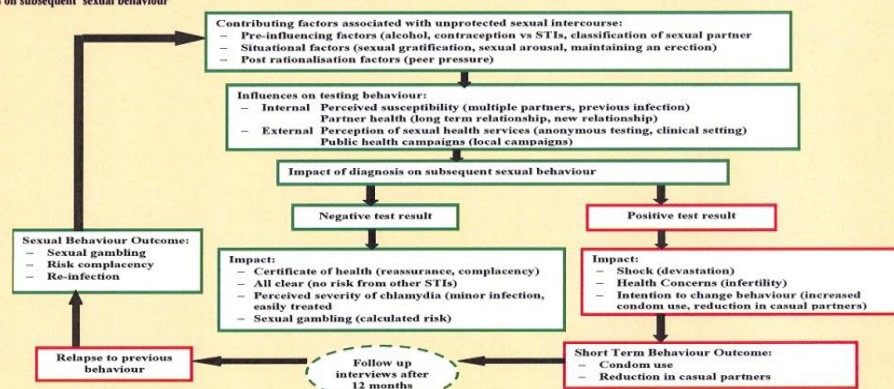 on subsequent sexual behaviour
Contributing factors associated with unprotected sexual intercourse:
– Pre-influencing factors (alcohol, contraception vs STIs, classification of sexual partner
– Situational factors (sexual gratification, sexual arousal, maintaining an erection)
– Post rationalisation factors (peer pressure)
Influences on testing behaviour:
– Internal Perceived susceptibility (multiple partners, previous infection)
Partner health (long term relationship, new relationship)
– External Perception of sexual health services (anonymous testing, clinical setting)
Public health campaigns (local campaigns)
Impact of diagnosis on subsequent sexual behaviour
Negative test result
Positive test result
Sexual Behaviour Outcome:
– Sexual gambling
– Risk complacency
– Re-infection
Impact:
– Certificate of health (reassurance, complacency)
– All clear (no risk from other STIs)
– Perceived severity of chlamydia (minor infection,
easily treated
– Sexual gambling (calculated risk)
Impact:
– Shock (devastation)
– Health Concerns (infertility)
– Intention to change behaviour (increased
condom use, reduction in casual partners)
Relapse to previous
behaviour
Follow up
interviews after
12 months
Short Term Behaviour Outcome:
– Condom use
– Reduction in casual partners